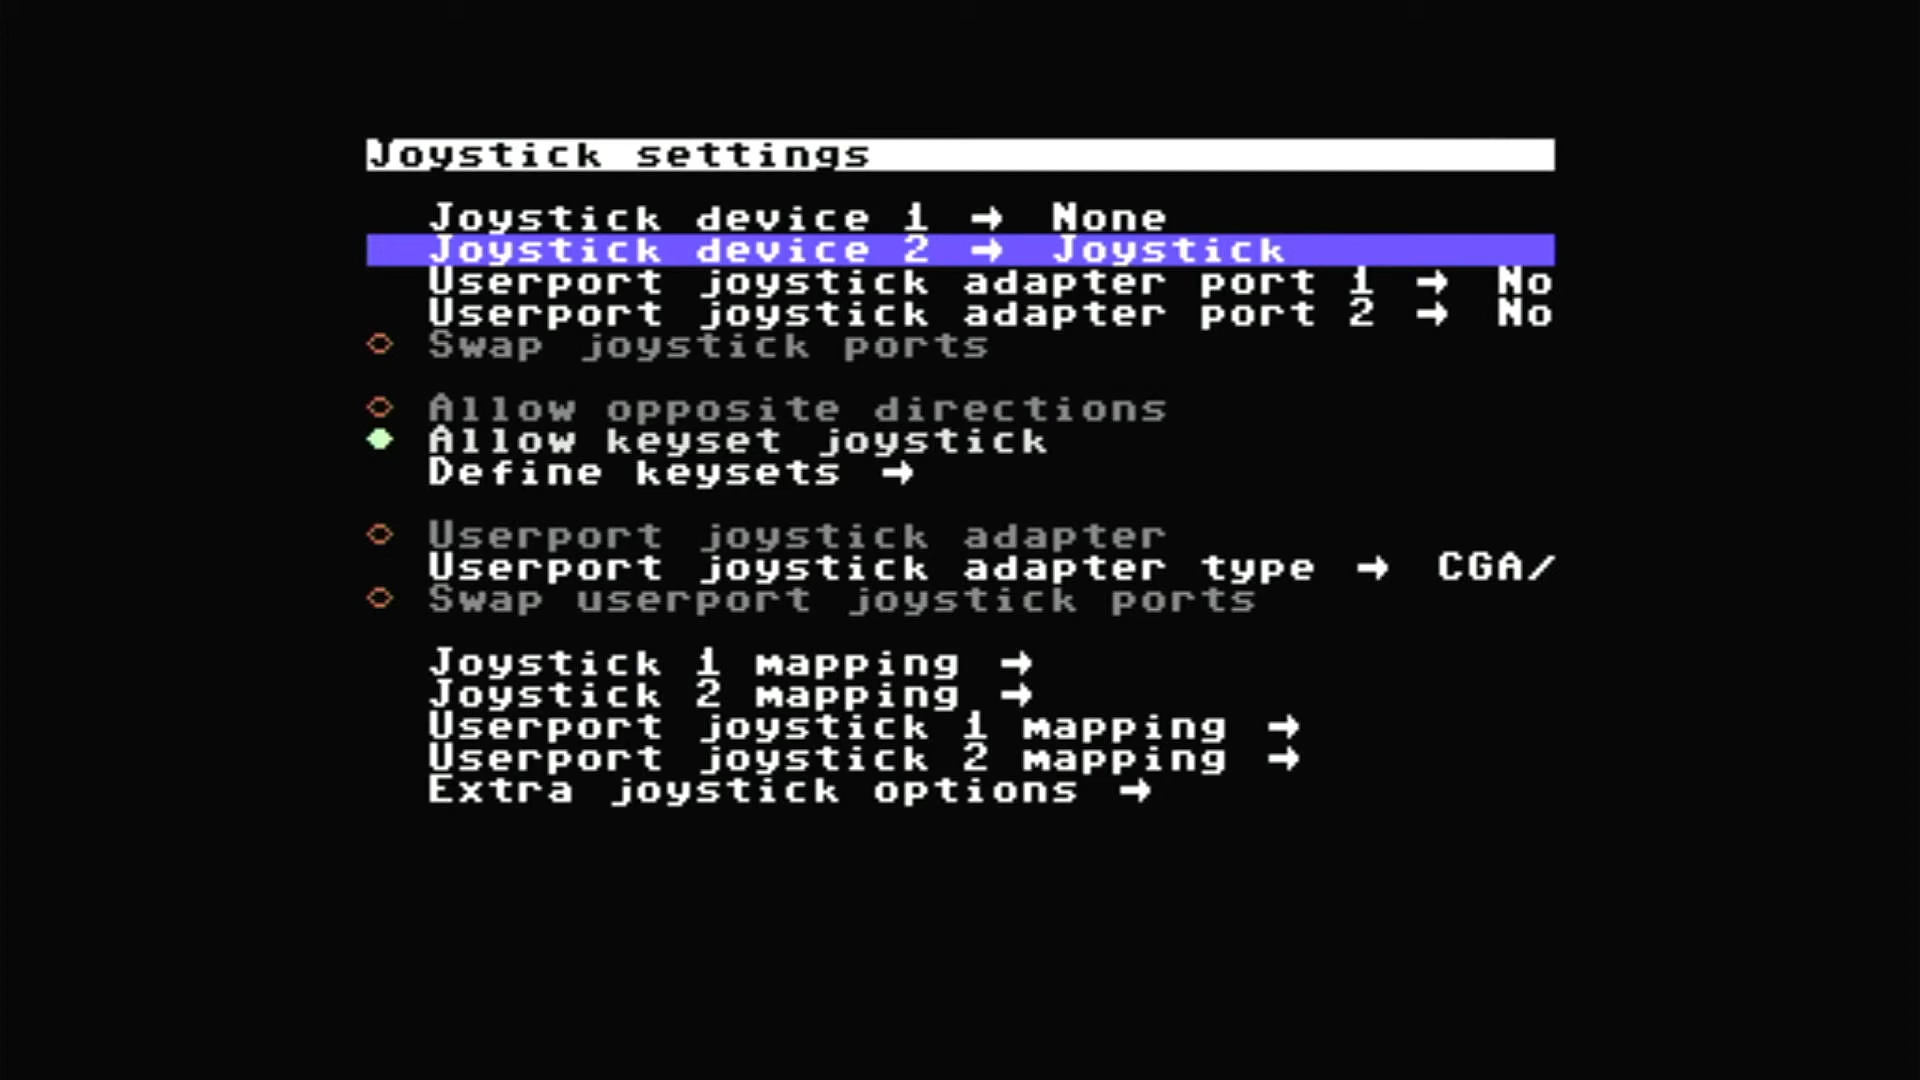 Joystick settings
Joystick device 1 → None
Joystick device 2 → Joystick
Userport joystick adapter port 1 → No
Userport joystick adapter port 2 → No
Swap joystick ports
Allow opposite directions
Allow keyset joystick
Define keysets →
Userport joystick adapter
Userport joystick adapter type → CGA/
Swap userport joystick ports
Joystick 1 mapping →
Joystick 2 mapping →
Userport joystick 1 mapping →
Userport joystick 2 mapping →
Extra joystick options →